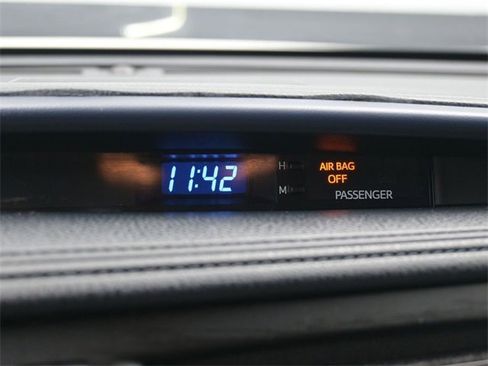 11:42
H
M
AIR BAG
OFF
PASSENGER